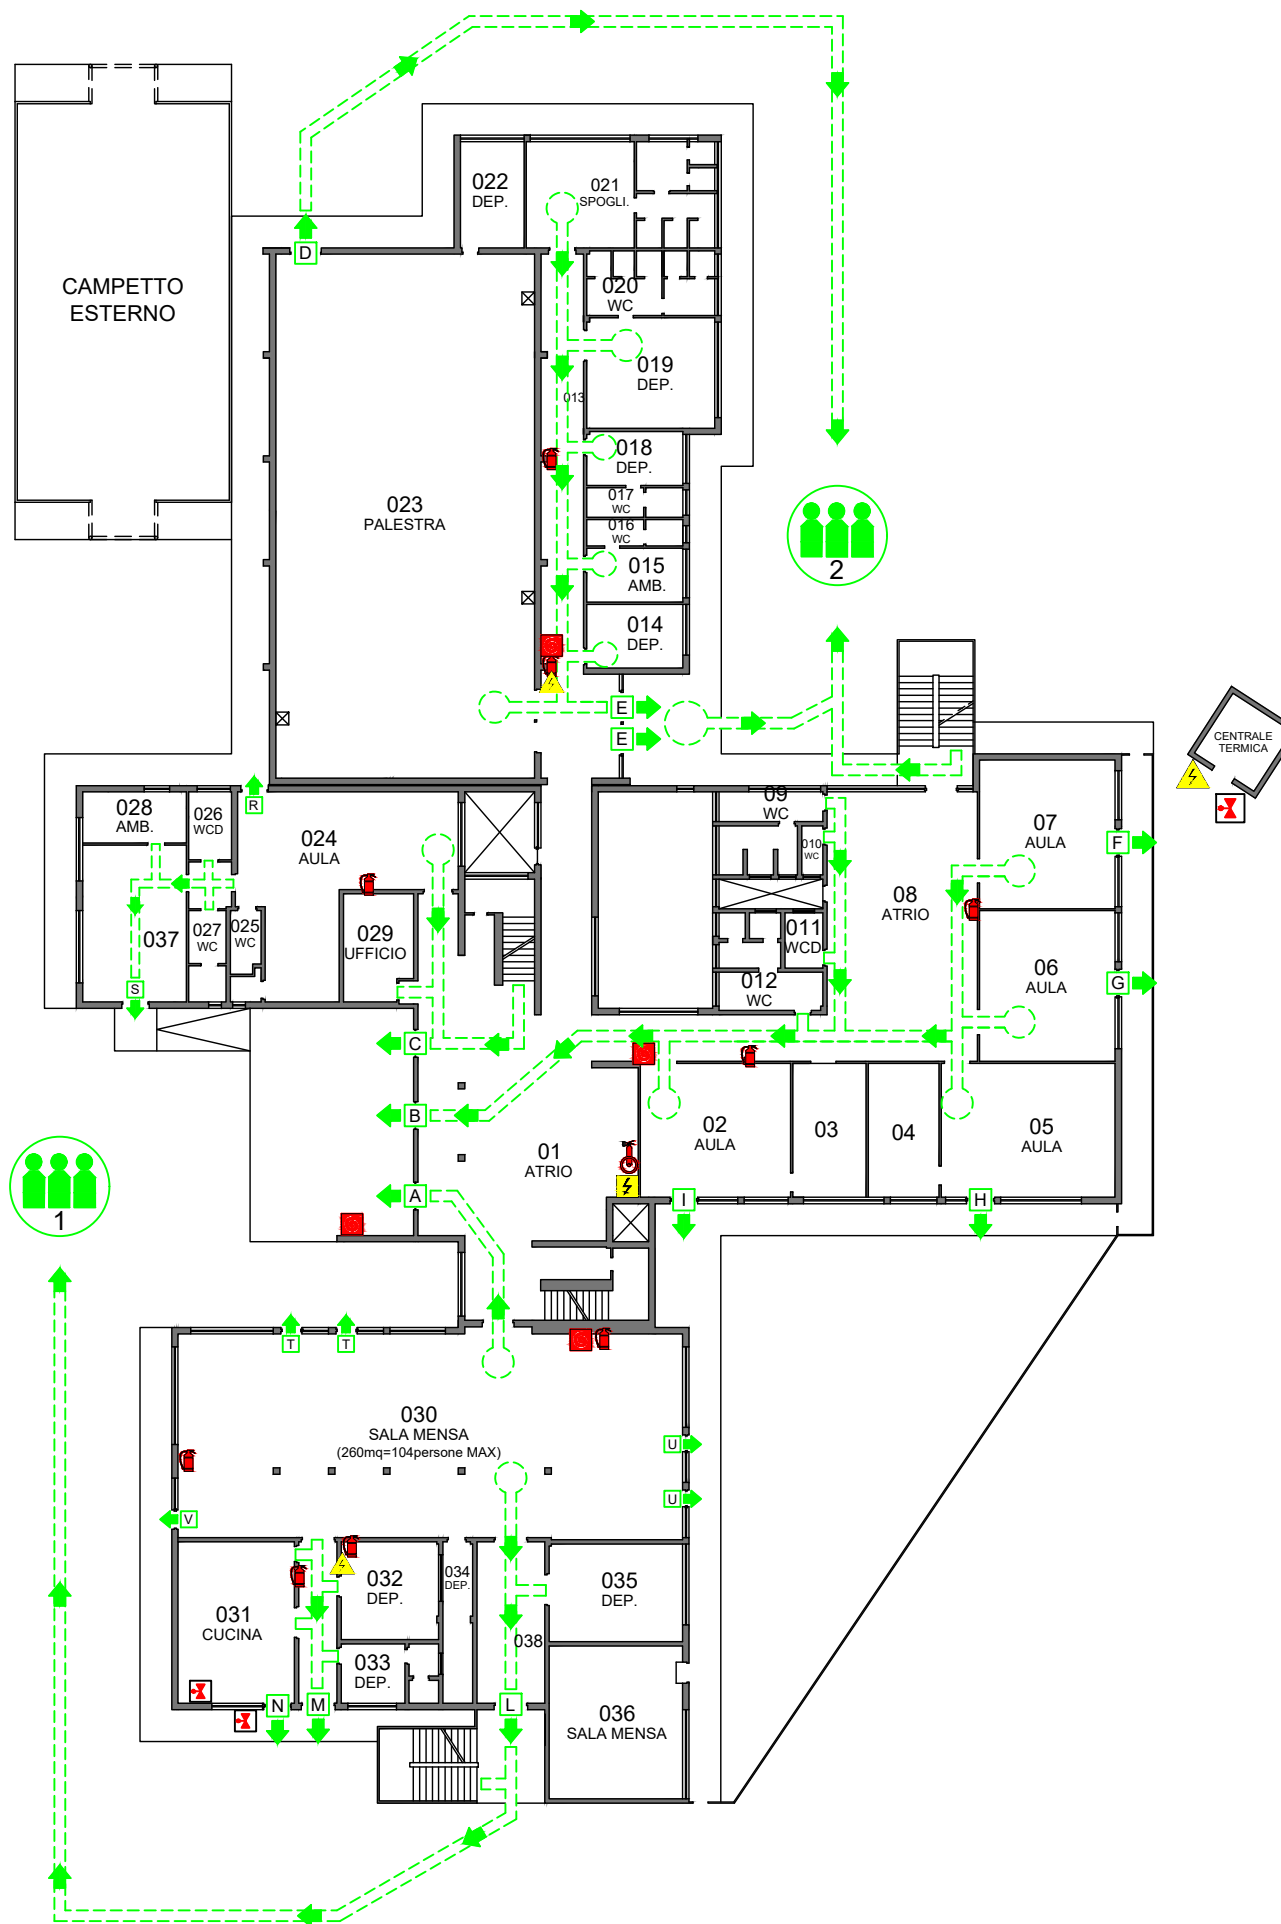 022
DEP.
021
SPOGLI.
D
CAMPETTO
ESTERNO
020
WC
019
DEP.
013
018
DEP.
023
PALESTRA
017
WC
016
WC
015
AMB.
014
DEP.
2
E
E
CENTRALE
TERMICA
R
028
AMB.
026
WCD
024
AULA
09
WC
010
WC
07
AULA
F
08
ATRIO
037
027
WC
025
WC
029
UFFICIO
011
WCD
012
WC
06
AULA
G
S
C
B
01
ATRIO
02
AULA
03
04
05
AULA
A
I
H
1
T
T
030
SALA MENSA
(260mq=104persone MAX)
U
U
V
031
CUCINA
032
DEP.
034
DEP.
035
DEP.
038
033
DEP.
N
M
L
036
SALA MENSA